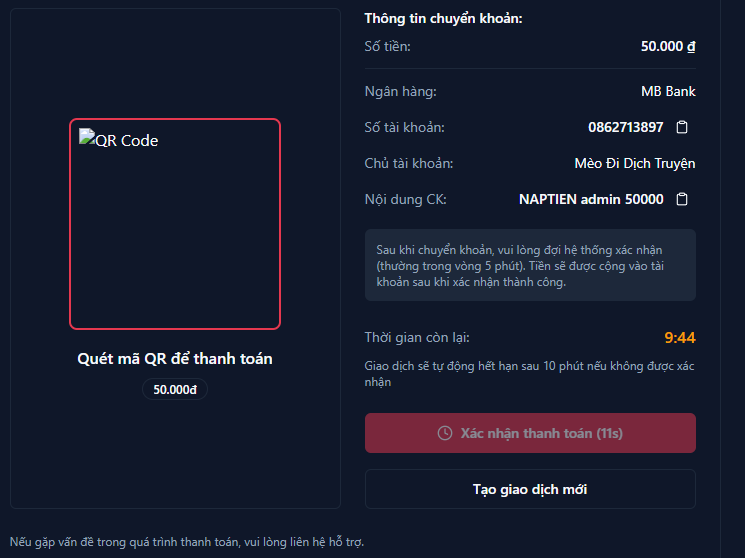 Thông tin chuyển khoản:
Số tiền: 50.000 ₫
Ngân hàng: MB Bank
Số tài khoản: 0862713897
Chủ tài khoản: Mèo Đi Dịch Truyện
Nội dung CK: NAPTIEN admin 50000
Sau khi chuyển khoản, vui lòng đợi hệ thống xác nhận
(thường trong vòng 5 phút). Tiền sẽ được cộng vào tài
khoản sau khi xác nhận thành công.
Thời gian còn lại: 9:44
Giao dịch sẽ tự động hết hạn sau 10 phút nếu không được xác
nhận
Xác nhận thanh toán (11s)
Tạo giao dịch mới
QR Code
Quét mã QR để thanh toán
50.000đ
Nếu gặp vấn đề trong quá trình thanh toán, vui lòng liên hệ hỗ trợ.